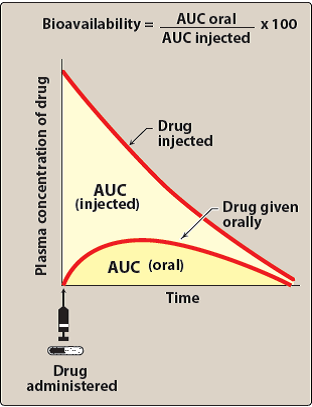 Bioavailability = AUC oral / AUC injected x 100
Plasma concentration of drug
Drug
injected
AUC
(injected)
Drug given
orally
AUC (oral)
Time
Drug
administered